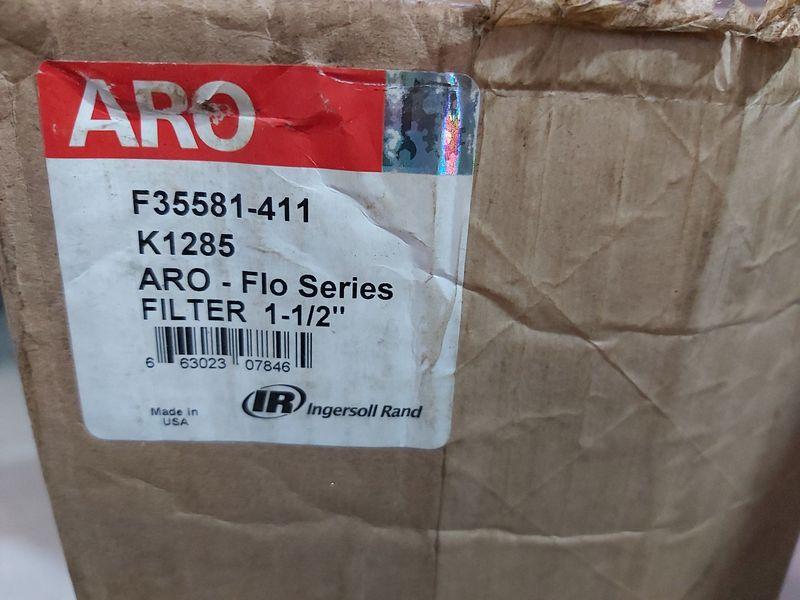 ARO
F35581-411
K1285
ARO - Flo Series
FILTER 1-1/2"
6 63023 07846
Made in
USA
IR Ingersoll Rand